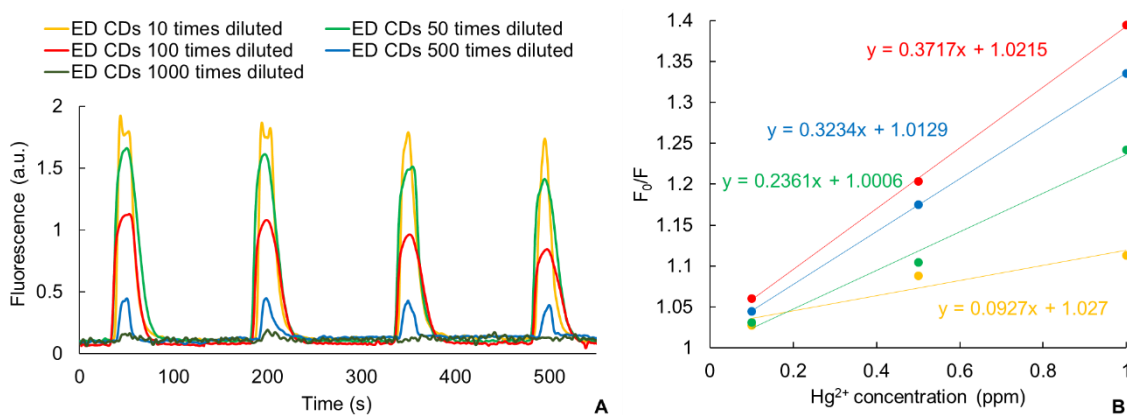 ED CDs 10 times diluted
ED CDs 50 times diluted
ED CDs 100 times diluted
ED CDs 500 times diluted
ED CDs 1000 times diluted
Fluorescence (a.u.)
2
1.5
1
0.5
0
0 100 200 300 400 500
Time (s)
A
F₀/F
1.4
1.35
1.3
1.25
1.2
1.15
1.1
1.05
1
y = 0.3717x + 1.0215
y = 0.3234x + 1.0129
y = 0.2361x + 1.0006
y = 0.0927x + 1.027
0 0.2 0.4 0.6 0.8 1
Hg²⁺ concentration (ppm)
B